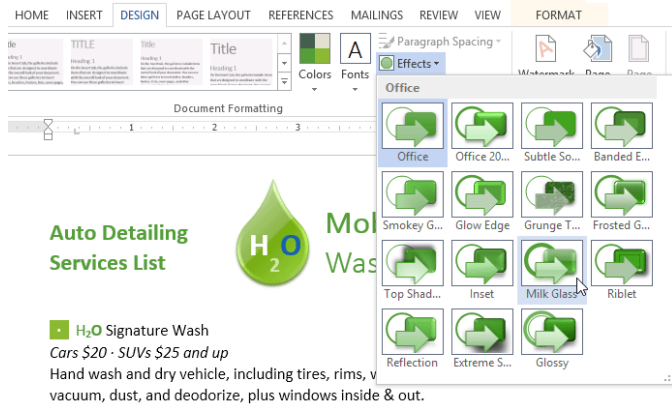 HOME INSERT DESIGN PAGE LAYOUT REFERENCES MAILINGS REVIEW VIEW FORMAT
TITLE
Title
Title
Heading 1
Heading 1
Heading 1
Colors
Fonts
Paragraph Spacing
Effects
Watermark Page Page
Document Formatting
1 2 3
Office
Office Office 20... Subtle So... Banded E...
Smokey G... Glow Edge Grunge T... Frosted G...
Top Shad... Inset Milk Glass Riblet
Reflection Extreme S... Glossy
Auto Detailing
Services List
H2O
Mo
Was
H2O Signature Wash
Cars $20 · SUVs $25 and up
Hand wash and dry vehicle, including tires, rims,
vacuum, dust, and deodorize, plus windows inside & out.